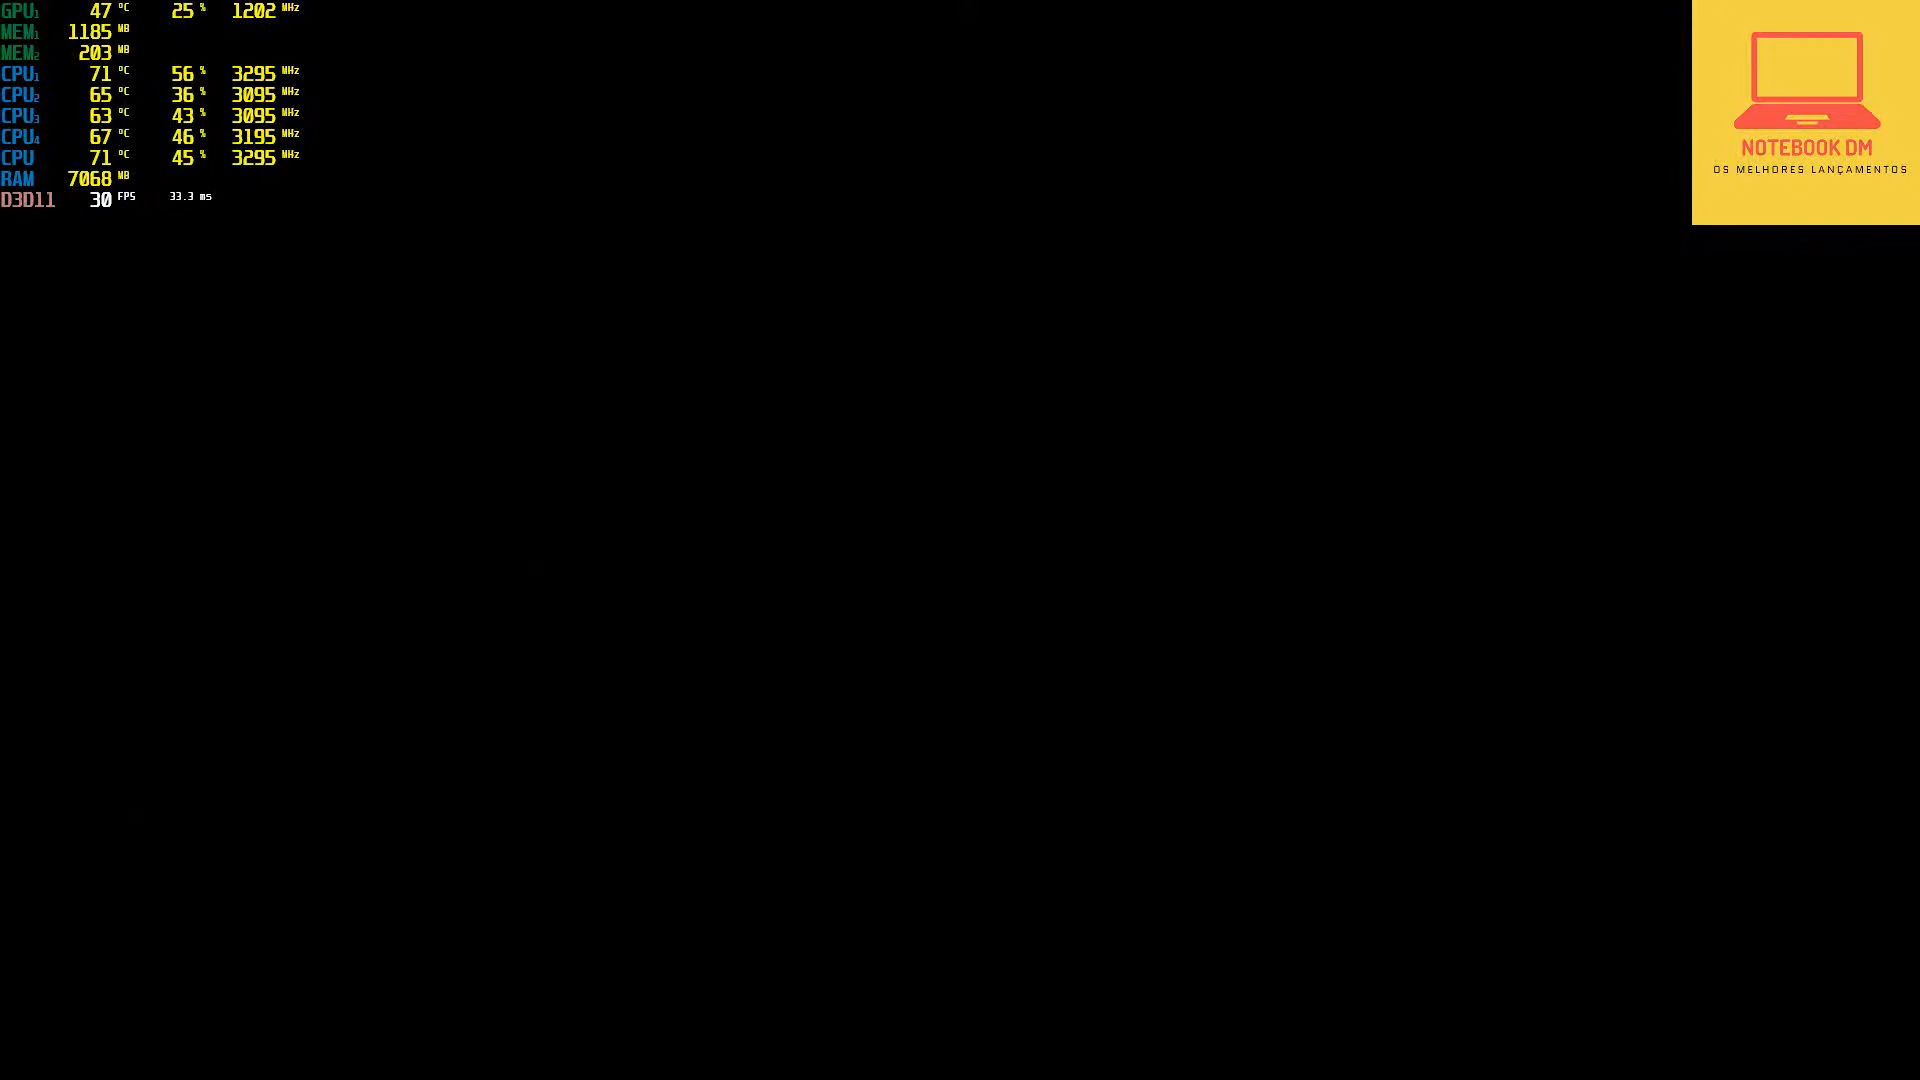 GPU1 47 °C 25 % 1202 MHz
MEM1 1185 MB
MEM2 203 MB
CPU1 71 °C 56 % 3295 MHz
CPU2 65 °C 36 % 3095 MHz
CPU3 63 °C 43 % 3095 MHz
CPU4 67 °C 46 % 3195 MHz
CPU 71 °C 45 % 3295 MHz
RAM 7068 MB
D3D11 30 FPS 33.3 ms
NOTEBOOK DM
OS MELHORES LANÇAMENTOS